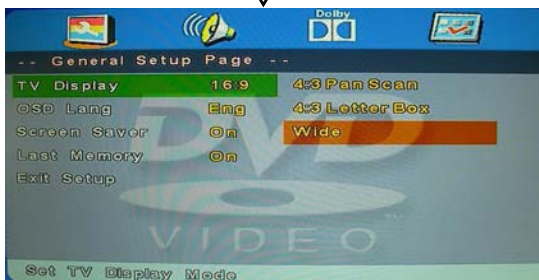 Dolby
-- General Setup Page --
TV Display 16:9 4:3 Pan Scan
OSD Lang Eng 4:3 Letter Box
Screen Saver On Wide
Last Memory On
Exit Setup
DVD
VIDEO
Set TV Display Mode